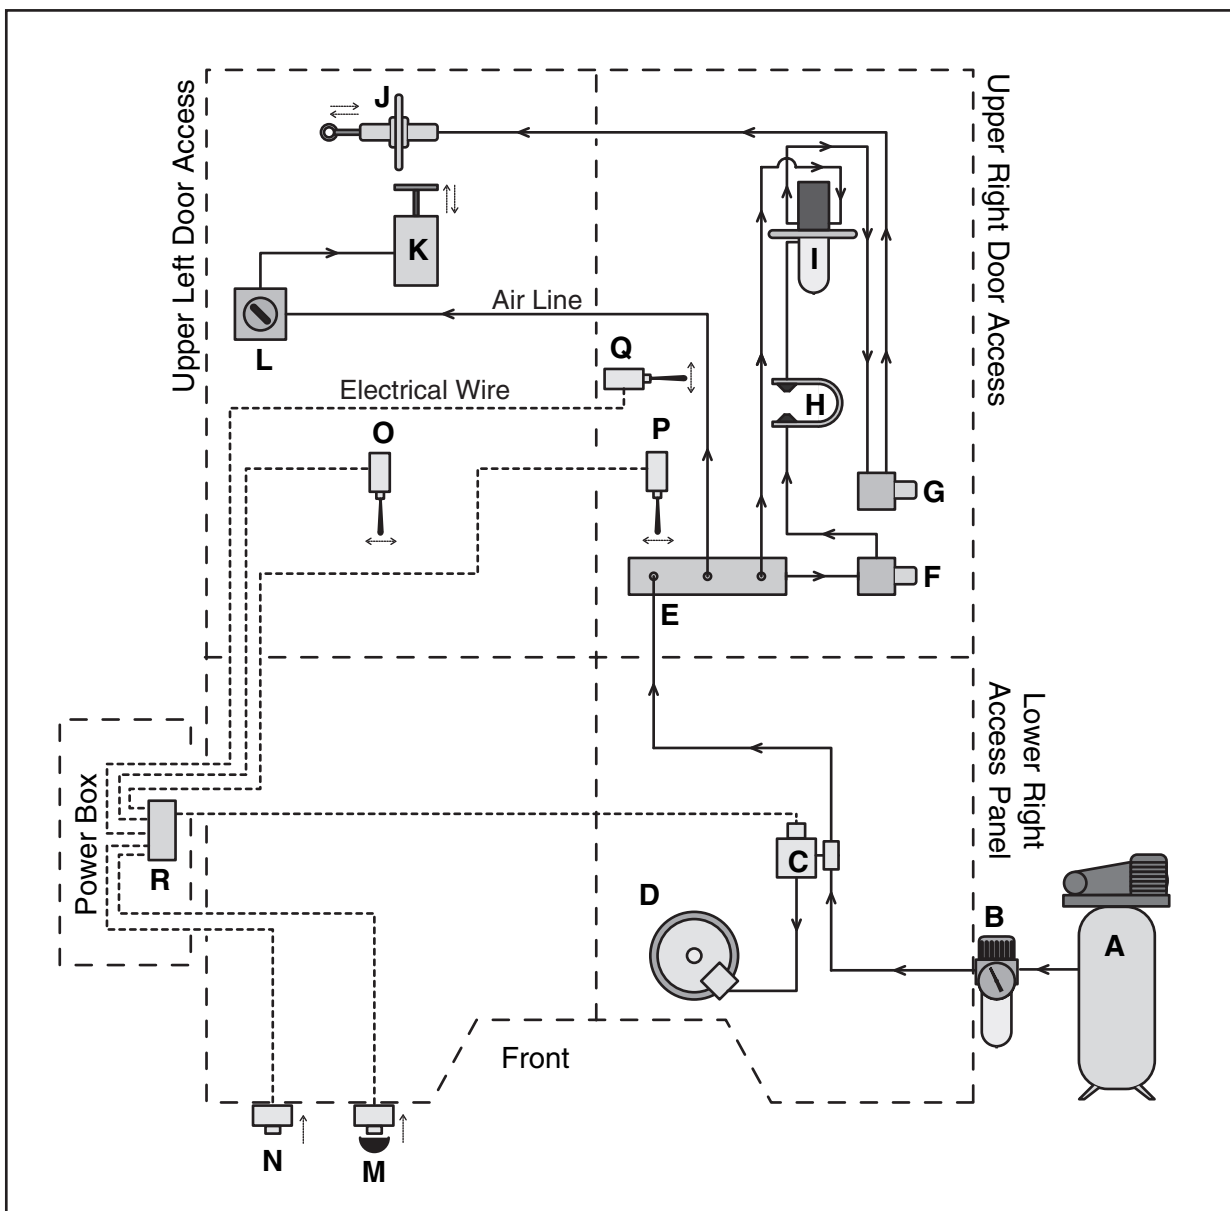 J
Upper Left Door Access
Upper Right Door Access
K
I
Air Line
L
Q
Electrical Wire
H
O
P
G
F
E
Lower Right
Access Panel
Power Box
C
R
D
B
A
Front
N
M